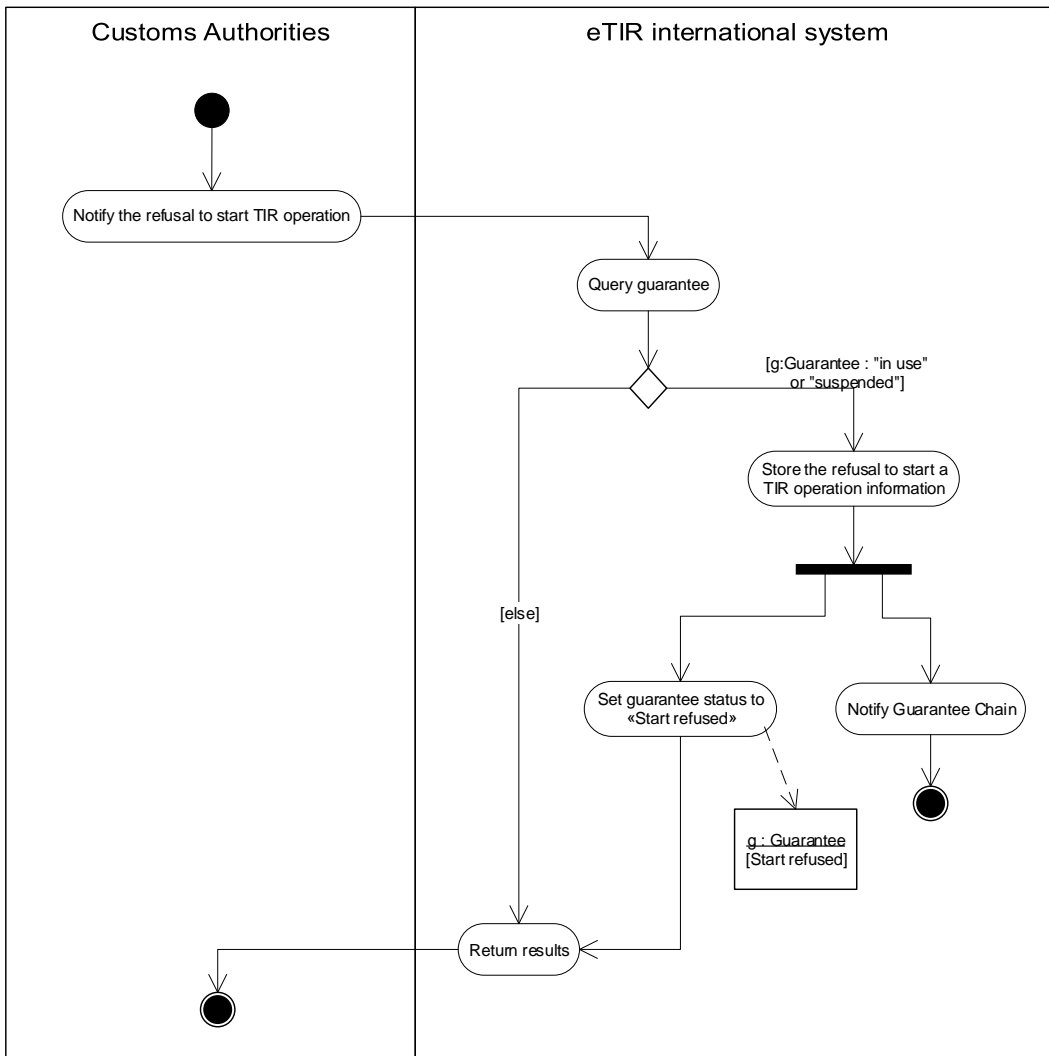 Customs Authorities
eTIR international system
Notify the refusal to start TIR operation
Query guarantee
[g:Guarantee : "in use"
or "suspended"]
Store the refusal to start a
TIR operation information
[else]
Set guarantee status to
«Start refused»
Notify Guarantee Chain
g : Guarantee
[Start refused]
Return results